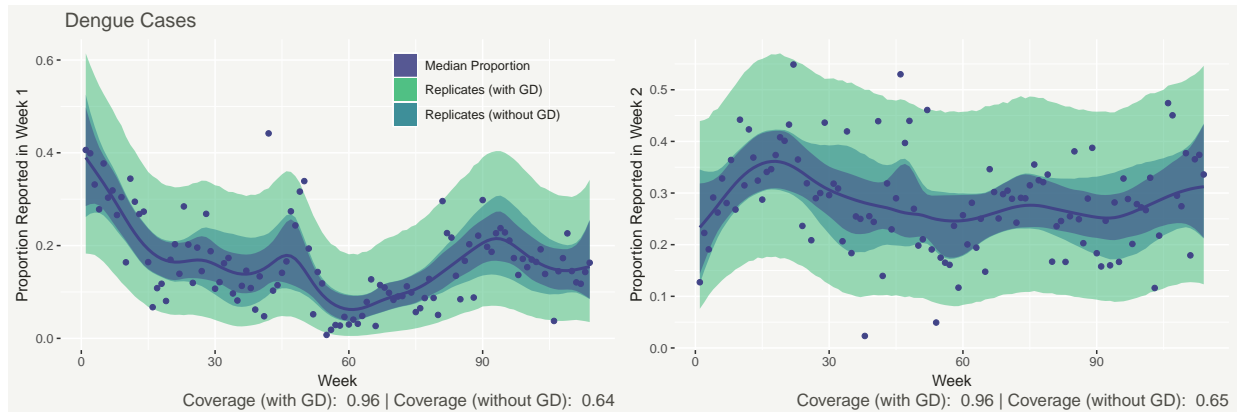 Dengue Cases
Proportion Reported in Week 1
0.6
0.4
0.2
0.0
Median Proportion
Replicates (with GD)
Replicates (without GD)
0
30
60
90
Week
Coverage (with GD): 0.96 | Coverage (without GD): 0.64
Proportion Reported in Week 2
0.5
0.4
0.3
0.2
0.1
0.0
0
30
60
90
Week
Coverage (with GD): 0.96 | Coverage (without GD): 0.65